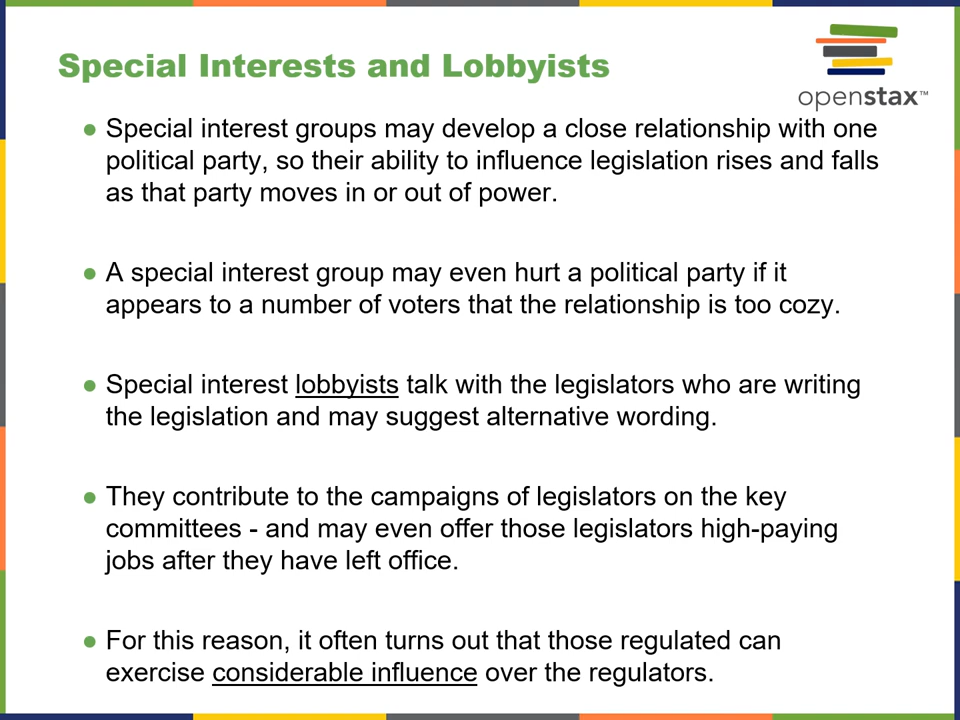 Special Interests and Lobbyists
openstax™
● Special interest groups may develop a close relationship with one
political party, so their ability to influence legislation rises and falls
as that party moves in or out of power.
● A special interest group may even hurt a political party if it
appears to a number of voters that the relationship is too cozy.
● Special interest lobbyists talk with the legislators who are writing
the legislation and may suggest alternative wording.
● They contribute to the campaigns of legislators on the key
committees - and may even offer those legislators high-paying
jobs after they have left office.
● For this reason, it often turns out that those regulated can
exercise considerable influence over the regulators.